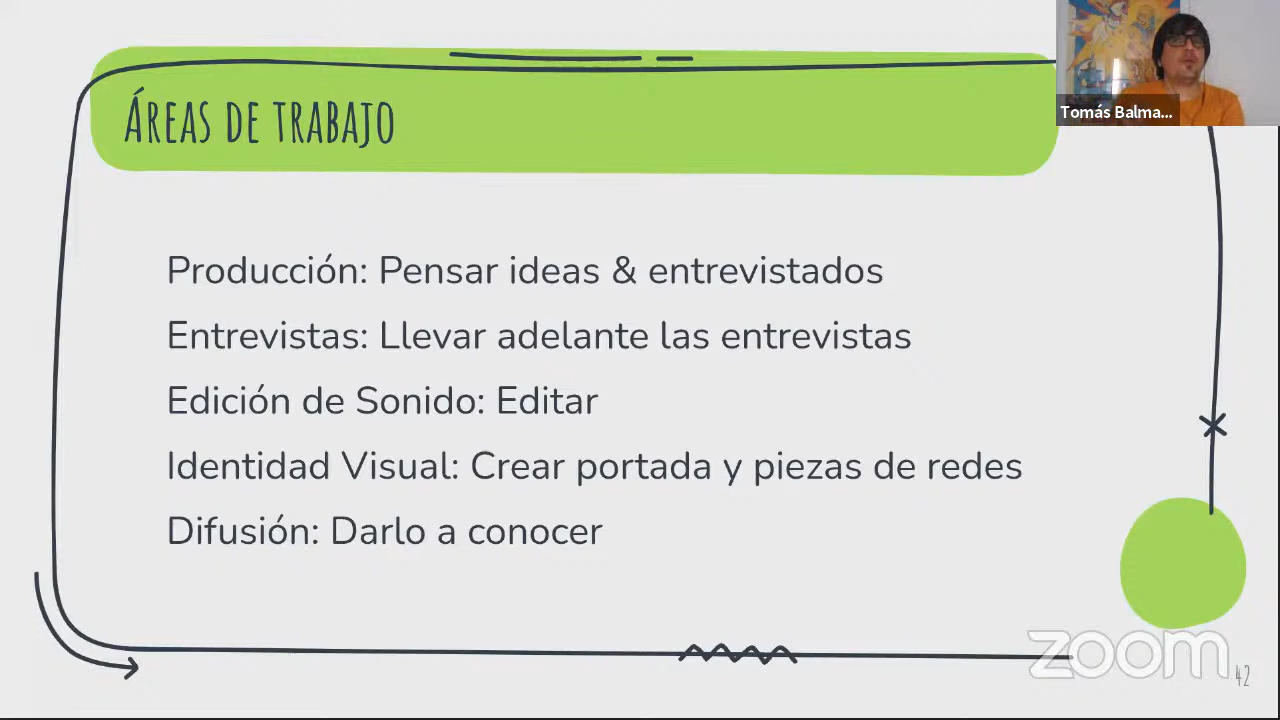 Áreas de trabajo
Tomás Balma...
Producción: Pensar ideas & entrevistados
Entrevistas: Llevar adelante las entrevistas
Edición de Sonido: Editar
Identidad Visual: Crear portada y piezas de redes
Difusión: Darlo a conocer
zoom
42